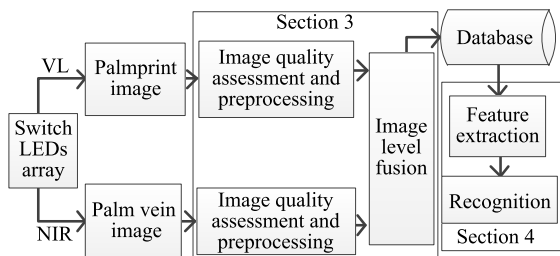 Section 3
VL
Palmprint
image
Image quality
assessment and
preprocessing
Database
Switch
LEDs
array
Image
level
fusion
Feature
extraction
NIR
Palm vein
image
Image quality
assessment and
preprocessing
Recognition
Section 4